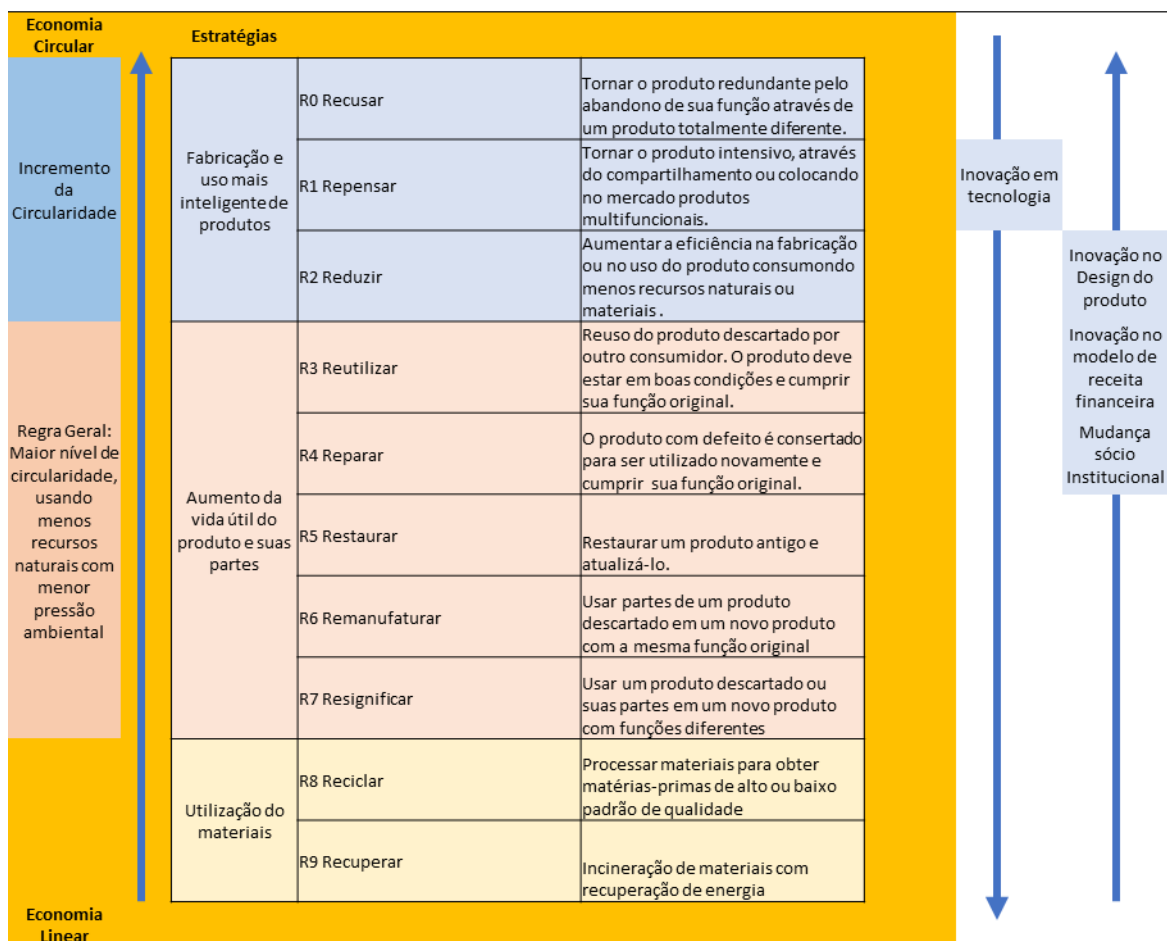 Economia
Circular
Estratégias
Incremento
da
Circularidade
Fabricação e
uso mais
inteligente de
produtos
R0 Recusar
Tornar o produto redundante pelo
abandono de sua função através de
um produto totalmente diferente.
R1 Repensar
Tornar o produto intensivo, através
do compartilhamento ou colocando
no mercado produtos
multifuncionais.
R2 Reduzir
Aumentar a eficiência na fabricação
ou no uso do produto consumondo
menos recursos naturais ou
materiais .
Regra Geral:
Maior nível de
circularidade,
usando
menos
recursos
naturais com
menor
pressão
ambiental
Aumento da
vida útil do
produto e suas
partes
R3 Reutilizar
Reuso do produto descartado por
outro consumidor. O produto deve
estar em boas condições e cumprir
sua função original.
R4 Reparar
O produto com defeito é consertado
para ser utilizado novamente e
cumprir sua função original.
R5 Restaurar
Restaurar um produto antigo e
atualizá-lo.
R6 Remanufaturar
Usar partes de um produto
descartado em um novo produto
com a mesma função original
R7 Resignificar
Usar um produto descartado ou
suas partes em um novo produto
com funções diferentes
Utilização do
materiais
R8 Reciclar
Processar materiais para obter
matérias-primas de alto ou baixo
padrão de qualidade
R9 Recuperar
Incineração de materiais com
recuperação de energia
Economia
Linear
Inovação em
tecnologia
Inovação no
Design do
produto
Inovação no
modelo de
receita
financeira
Mudança
sócio
Institucional